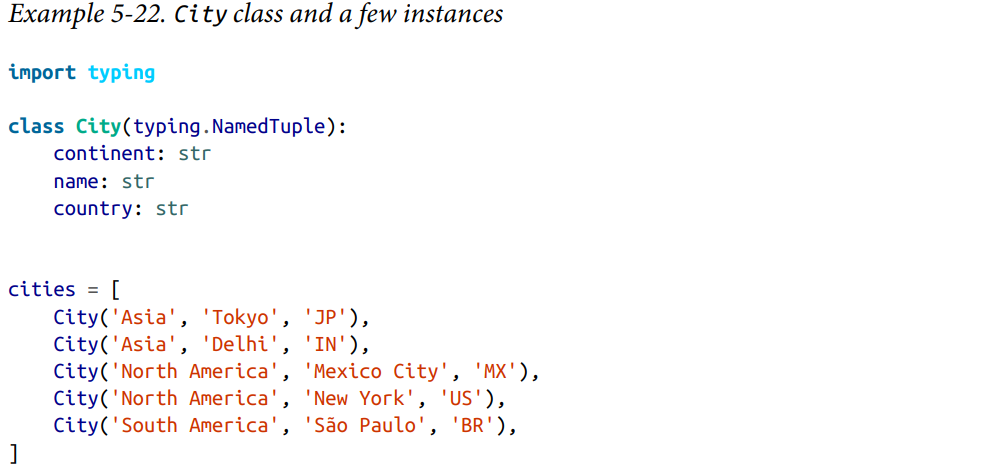 Example 5-22. City class and a few instances
import typing
class City(typing.NamedTuple):
    continent: str
    name: str
    country: str
cities = [
    City('Asia', 'Tokyo', 'JP'),
    City('Asia', 'Delhi', 'IN'),
    City('North America', 'Mexico City', 'MX'),
    City('North America', 'New York', 'US'),
    City('South America', 'São Paulo', 'BR'),
]